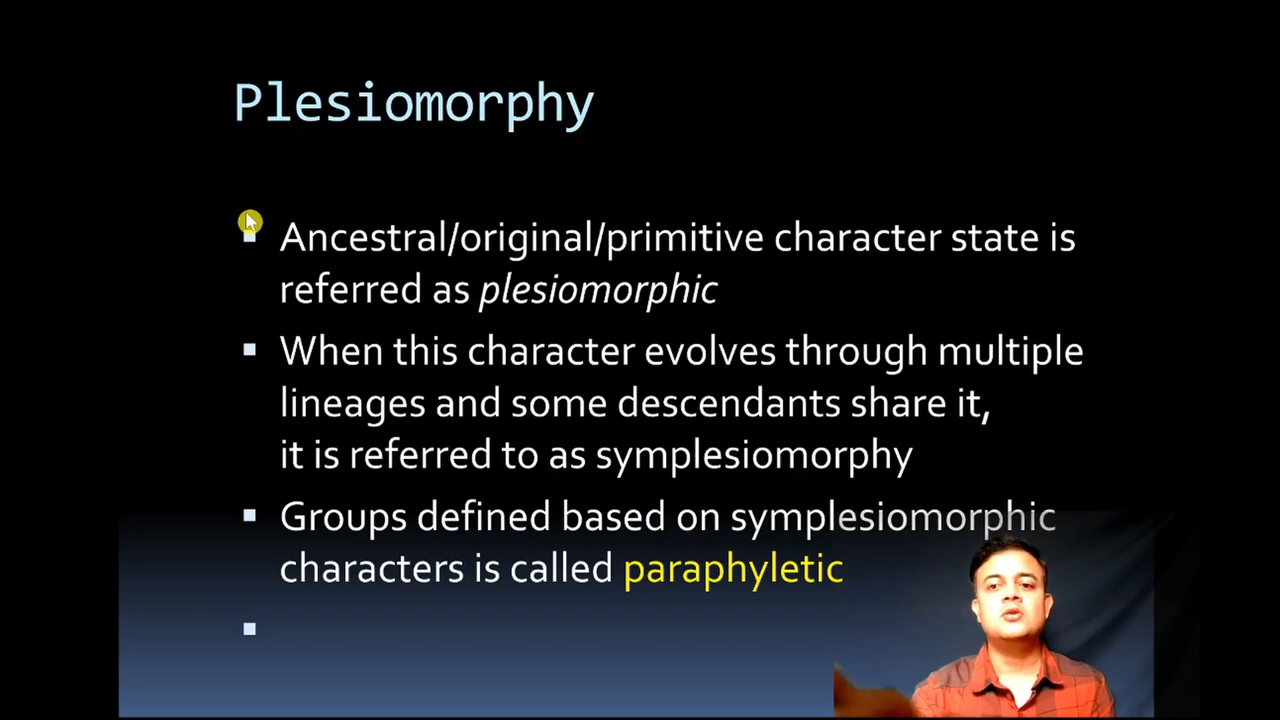 Plesiomorphy
Ancestral/original/primitive character state is
referred as plesiomorphic
When this character evolves through multiple
lineages and some descendants share it,
it is referred to as symplesiomorphy
Groups defined based on symplesiomorphic
characters is called paraphyletic